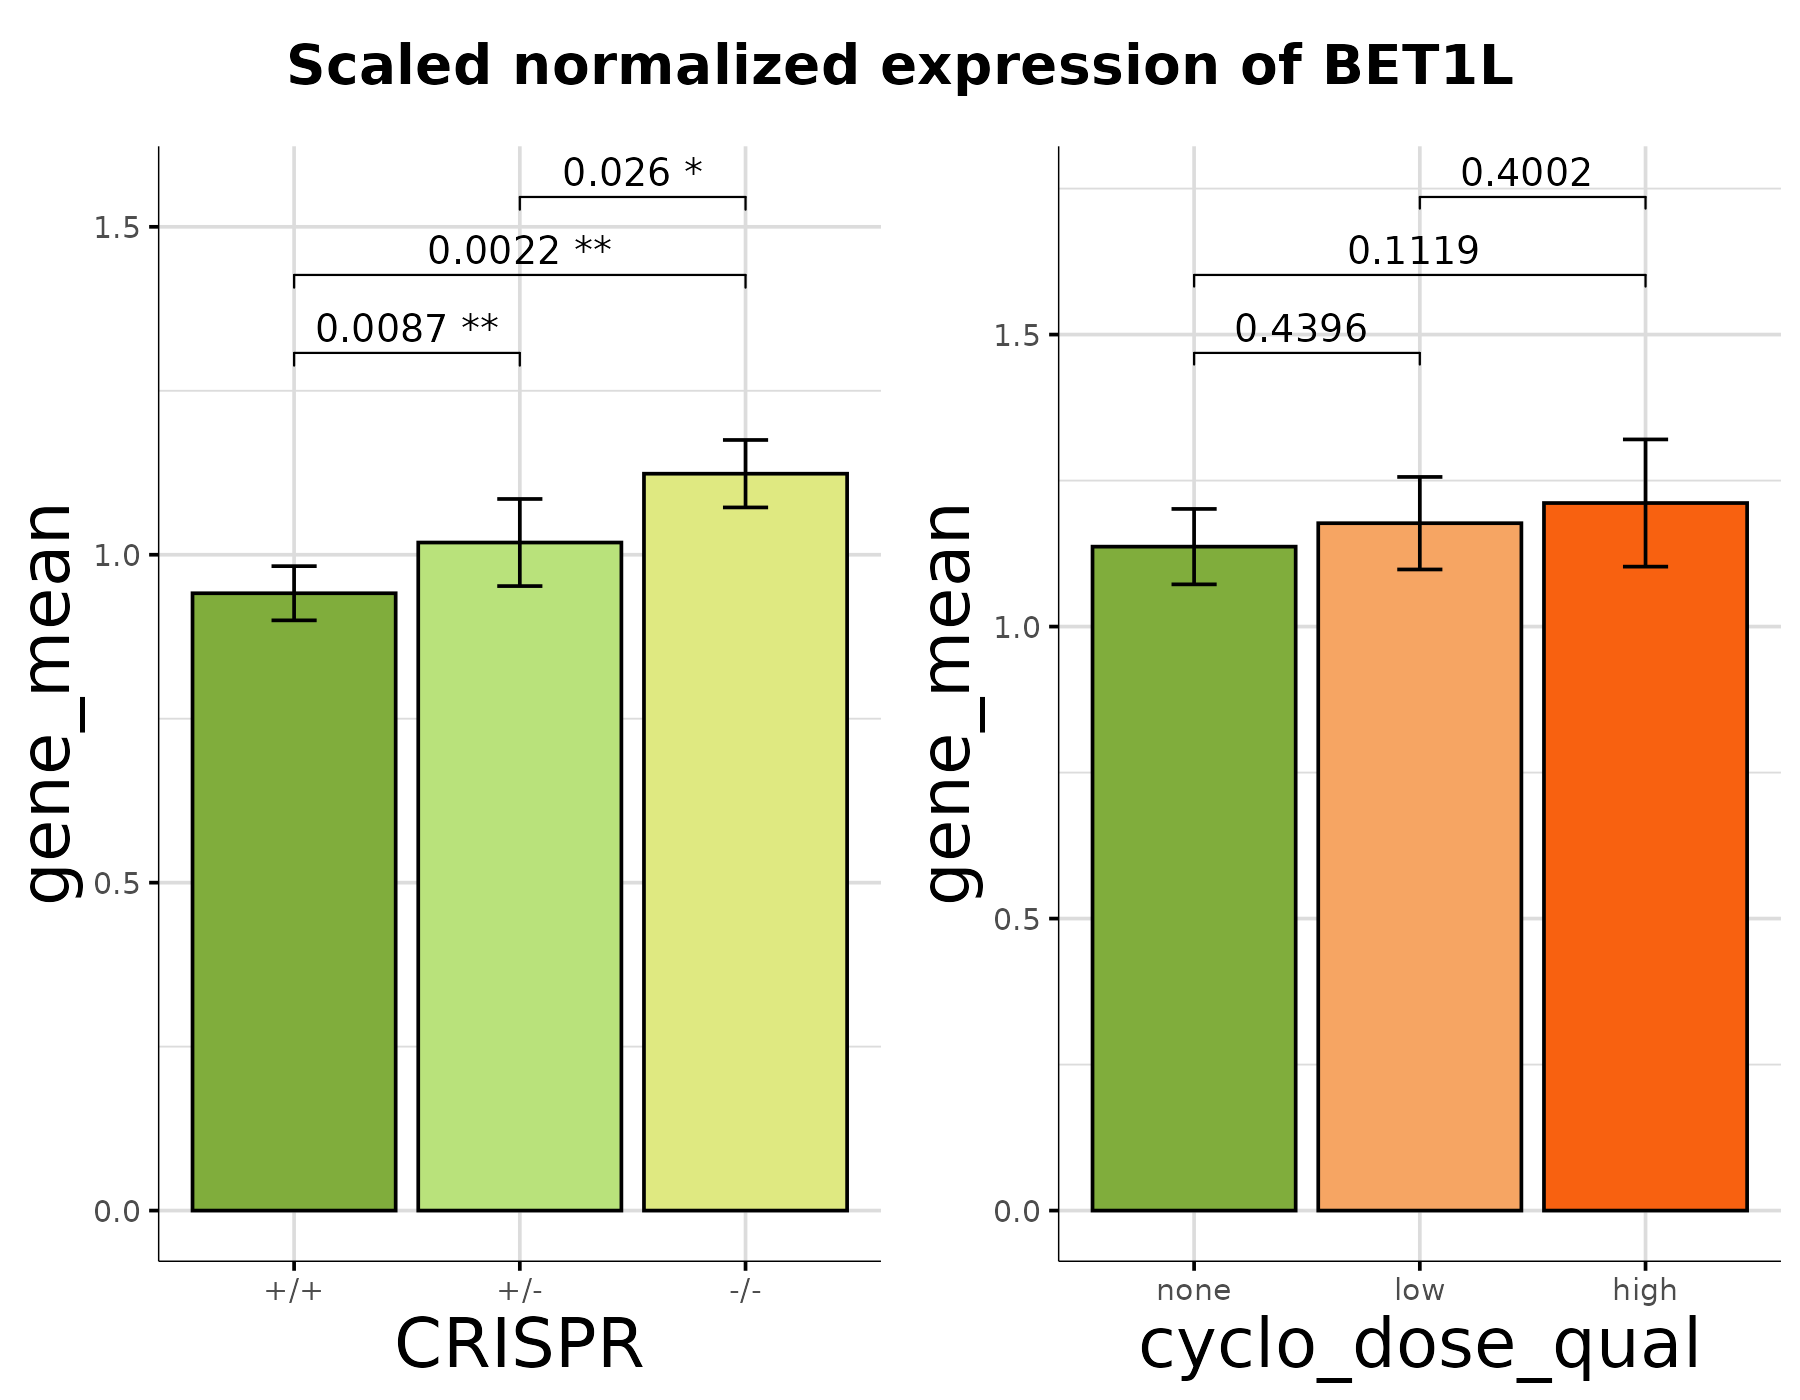 Scaled normalized expression of BET1L
gene_mean
1.5
1.0
0.5
0.0
0.026 *
0.0022 **
0.0087 **
+/+
+/-
-/-
CRISPR
gene_mean
1.5
1.0
0.5
0.0
0.4002
0.1119
0.4396
none
low
high
cyclo_dose_qual